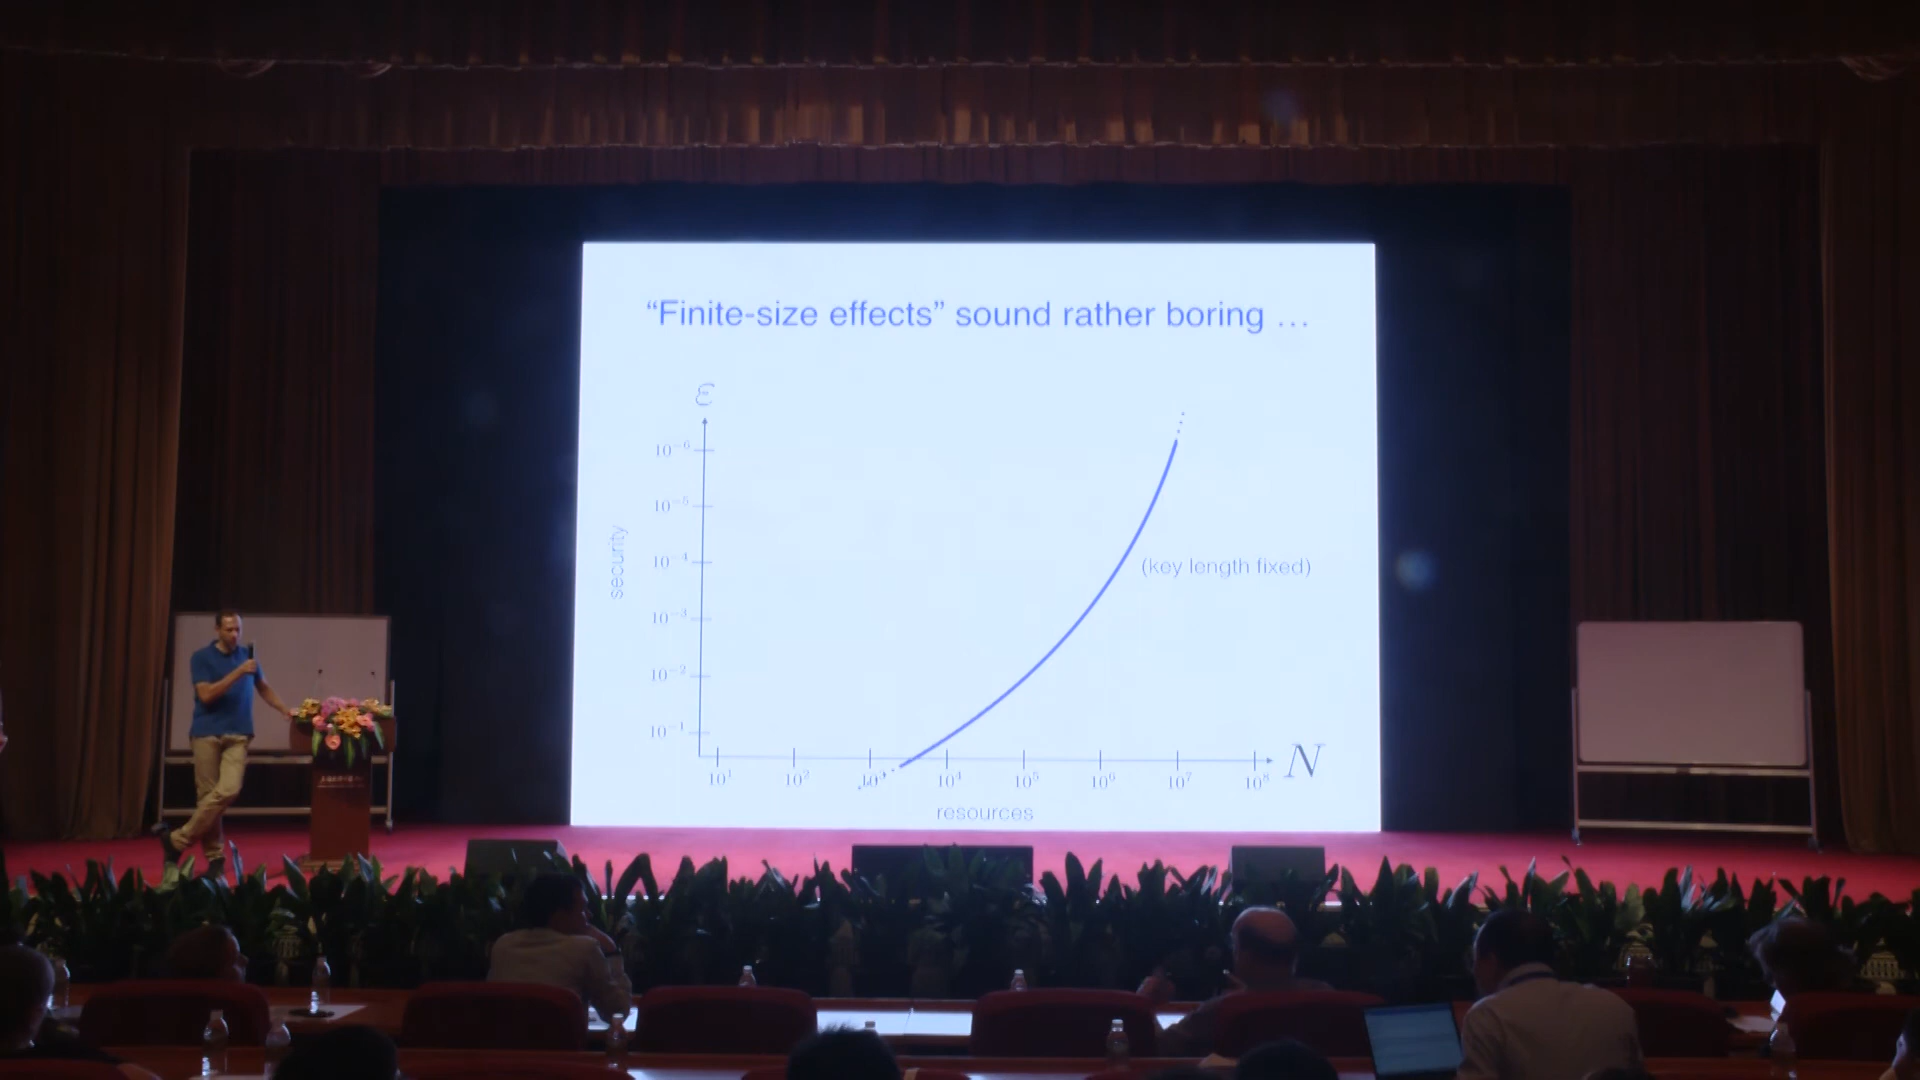 “Finite-size effects” sound rather boring …
ε
10⁻⁶
10⁻⁵
10⁻⁴
10⁻³
10⁻²
10⁻¹
security
(key length fixed)
10¹ 10² 10³ 10⁴ 10⁵ 10⁶ 10⁷ 10⁸
N
resources